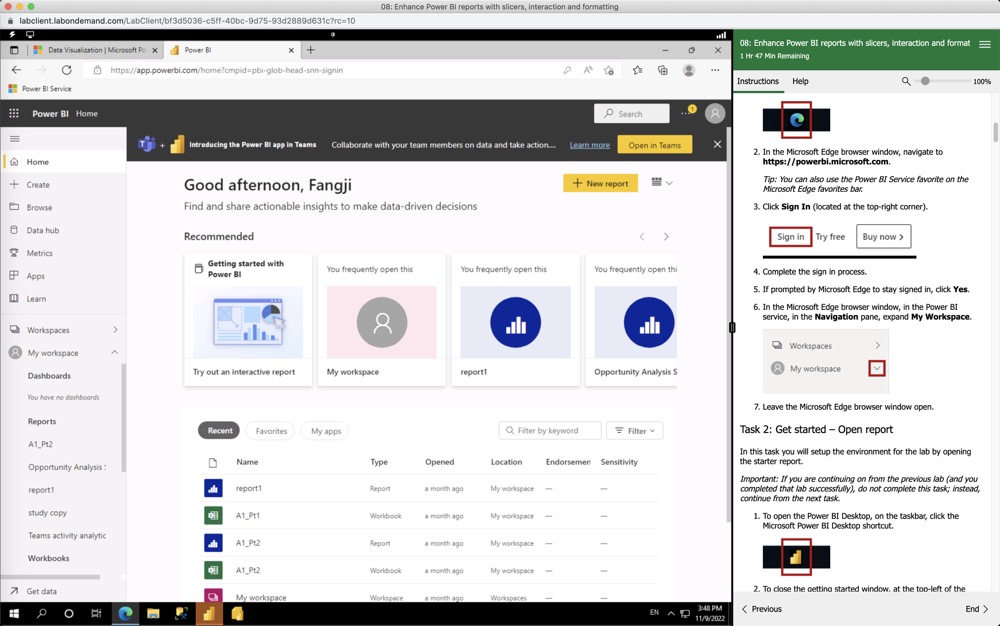 08: Enhance Power BI reports with slicers, interaction and formatting
labclient.labondemand.com/LabClient/bf3d5036-c5ff-40bc-9d75-93d2889d631c?rc=10
Data Visualization | Microsoft Po
Power BI
https://app.powerbi.com/home?cmpid=pbi-glob-head-snn-signin
Power BI Service
Power BI Home
Search
1
Introducing the Power BI app in Teams
Collaborate with your team members on data and take action....
Learn more
Open in Teams
Home
Create
Browse
Data hub
Metrics
Apps
Learn
Workspaces
My workspace
Dashboards
You have no dashboards
Reports
A1_Pt2
Opportunity Analysis S
report1
study copy
Teams activity analytic
Workbooks
Get data
Good afternoon, Fangji
Find and share actionable insights to make data-driven decisions
New report
Recommended
Getting started with
Power BI
Try out an interactive report
You frequently open this
My workspace
You frequently open this
report1
You frequently open thi
Opportunity Analysis S
Recent
Favorites
My apps
Filter by keyword
Filter
Name Type Opened Location Endorsemen Sensitivity
report1 Report a month ago My workspace — —
A1_Pt1 Workbook a month ago My workspace — —
A1_Pt2 Report a month ago My workspace — —
A1_Pt2 Workbook a month ago My workspace — —
My workspace a month ago Workspaces — —
EN
3:48 PM
11/9/2022
08: Enhance Power BI reports with slicers, interaction and format
1 Hr 47 Min Remaining
Instructions Help
100%
2. In the Microsoft Edge browser window, navigate to
https://powerbi.microsoft.com.
Tip: You can also use the Power BI Service favorite on the
Microsoft Edge favorites bar.
3. Click Sign In (located at the top-right corner).
Sign in Try free Buy now >
4. Complete the sign in process.
5. If prompted by Microsoft Edge to stay signed in, click Yes.
6. In the Microsoft Edge browser window, in the Power BI
service, in the Navigation pane, expand My Workspace.
Workspaces
My workspace
7. Leave the Microsoft Edge browser window open.
Task 2: Get started – Open report
In this task you will setup the environment for the lab by opening
the starter report.
Important: If you are continuing on from the previous lab (and you
completed that lab successfully), do not complete this task; instead,
continue from the next task.
1. To open the Power BI Desktop, on the taskbar, click the
Microsoft Power BI Desktop shortcut.
2. To close the getting started window, at the top-left of the
Previous
End